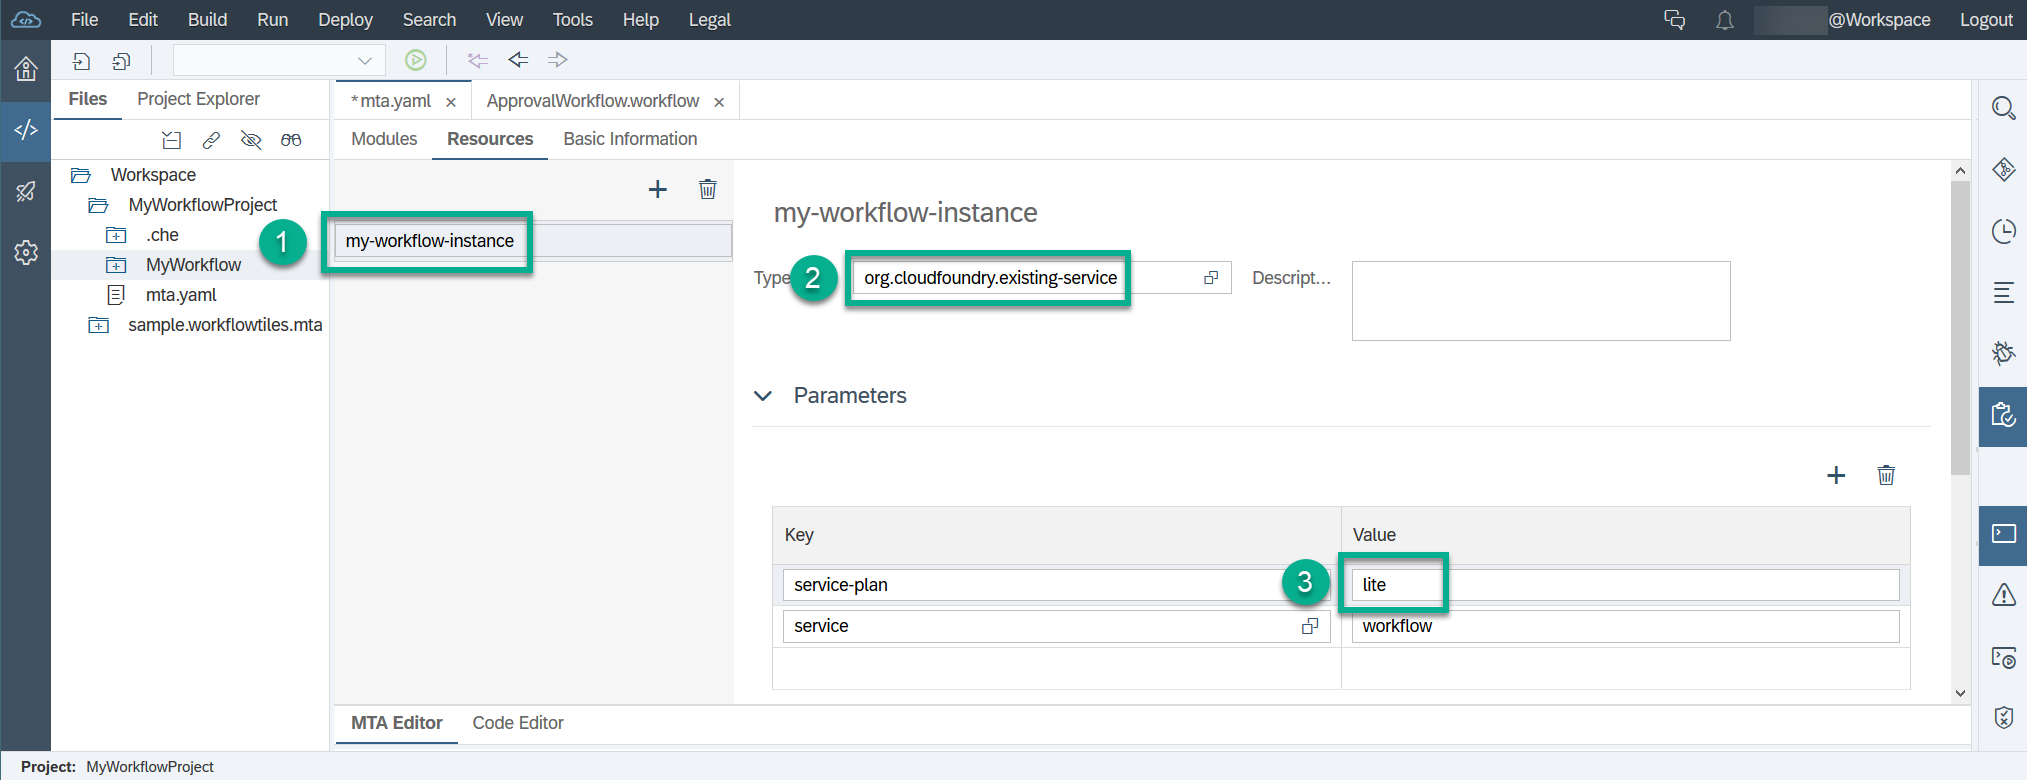 File Edit Build Run Deploy Search View Tools Help Legal @Workspace Logout
Files Project Explorer
*mta.yaml ApprovalWorkflow.workflow
Modules Resources Basic Information
Workspace
MyWorkflowProject
.che
MyWorkflow
mta.yaml
sample.workflowtiles.mta
1
my-workflow-instance
my-workflow-instance
Type 2 org.cloudfoundry.existing-service Descript...
Parameters
Key Value
service-plan 3 lite
service workflow
MTA Editor Code Editor
Project: MyWorkflowProject